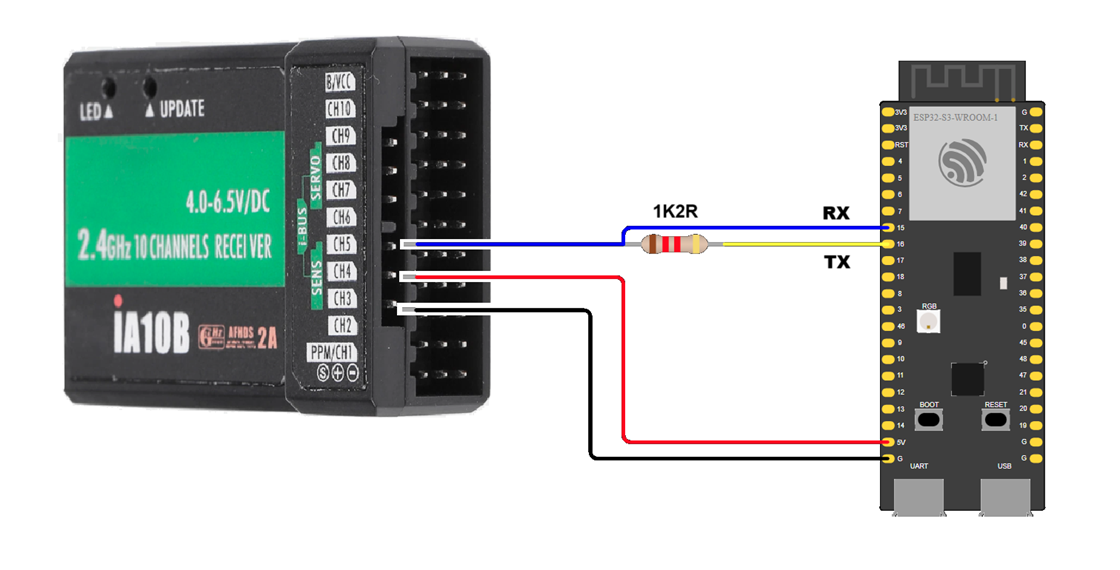 LED ▲ ▲ UPDATE
4.0-6.5V/DC
2.4GHz 10 CHANNELS RECEIVER
iA10B
AFHDS 2A
B/VCC
CH10
CH9
CH8
CH7
CH6
CH5
CH4
CH3
CH2
PPM/CH1
S + -
SERVO
i-BUS
SENS
1K2R
RX
TX
ESP32-S3-WROOM-1
3V3
3V3
RST
4
5
6
7
15
16
17
18
8
3
46
9
10
11
12
13
14
5V
G
G
TX
RX
1
2
42
41
40
39
38
37
36
35
0
45
48
47
21
20
19
G
G
RGB
BOOT
RESET
UART
USB